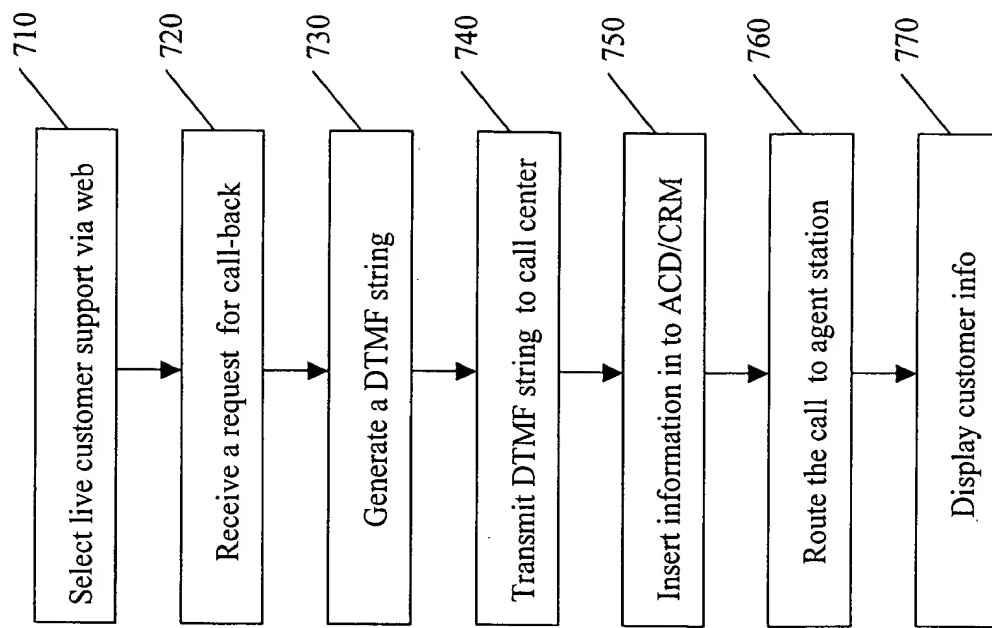 Select live customer support via web
710
Receive a request for call-back
720
Generate a DTMF string
730
Transmit DTMF string to call center
740
Insert information in to ACD/CRM
750
Route the call to agent station
760
Display customer info
770